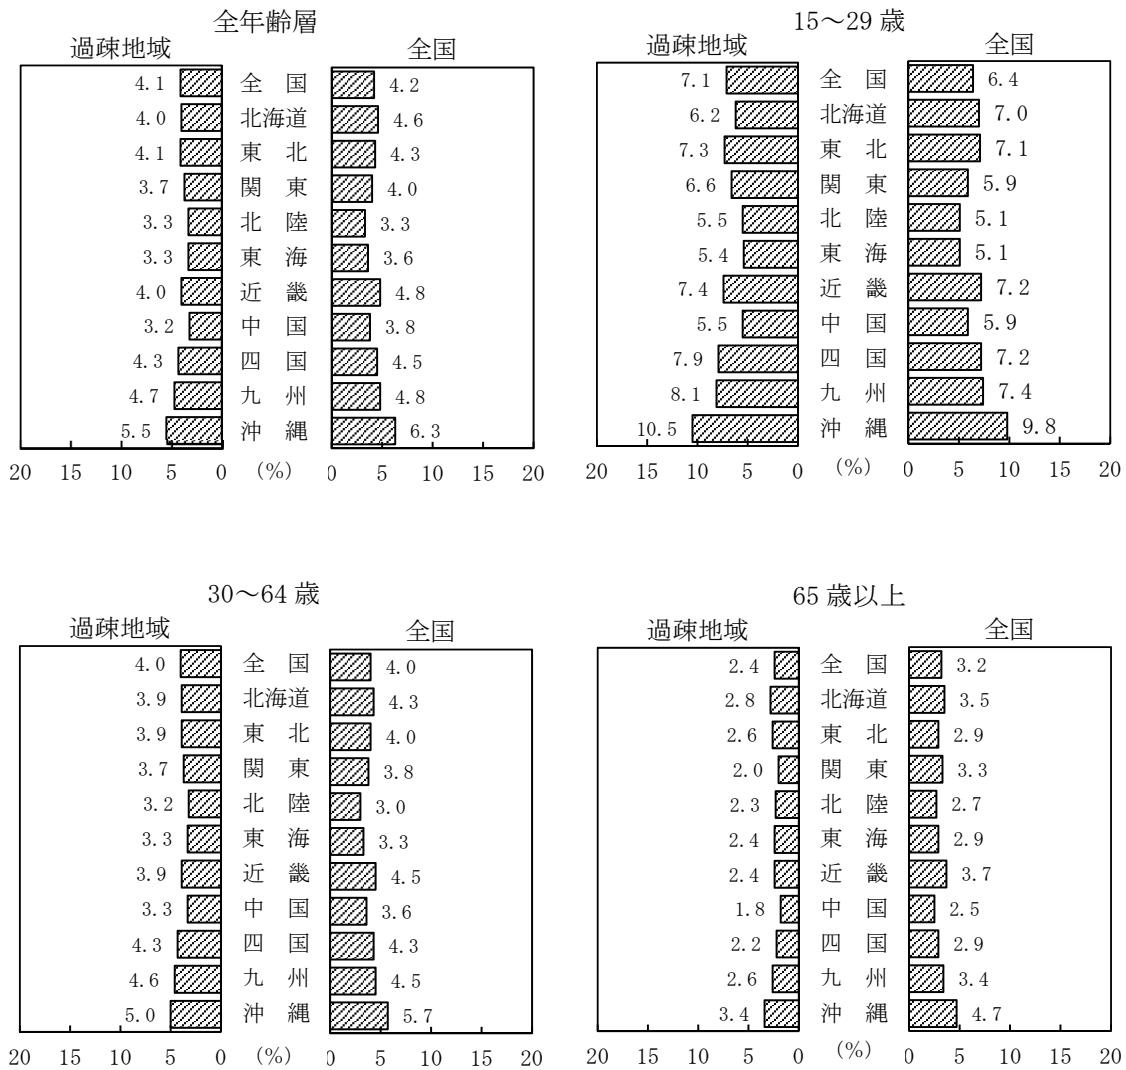 全年齢層
過疎地域 全国
4.1 全国 4.2
4.0 北海道 4.6
4.1 東北 4.3
3.7 関東 4.0
3.3 北陸 3.3
3.3 東海 3.6
4.0 近畿 4.8
3.2 中国 3.8
4.3 四国 4.5
4.7 九州 4.8
5.5 沖縄 6.3
20 15 10 5 0 (%) 0 5 10 15 20
15～29歳
過疎地域 全国
7.1 全国 6.4
6.2 北海道 7.0
7.3 東北 7.1
6.6 関東 5.9
5.5 北陸 5.1
5.4 東海 5.1
7.4 近畿 7.2
5.5 中国 5.9
7.9 四国 7.2
8.1 九州 7.4
10.5 沖縄 9.8
20 15 10 5 0 (%) 0 5 10 15 20
30～64歳
過疎地域 全国
4.0 全国 4.0
3.9 北海道 4.3
3.9 東北 4.0
3.7 関東 3.8
3.2 北陸 3.0
3.3 東海 3.3
3.9 近畿 4.5
3.3 中国 3.6
4.3 四国 4.3
4.6 九州 4.5
5.0 沖縄 5.7
20 15 10 5 0 (%) 0 5 10 15 20
65歳以上
過疎地域 全国
2.4 全国 3.2
2.8 北海道 3.5
2.6 東北 2.9
2.0 関東 3.3
2.3 北陸 2.7
2.4 東海 2.9
2.4 近畿 3.7
1.8 中国 2.5
2.2 四国 2.9
2.6 九州 3.4
3.4 沖縄 4.7
20 15 10 5 0 (%) 0 5 10 15 20